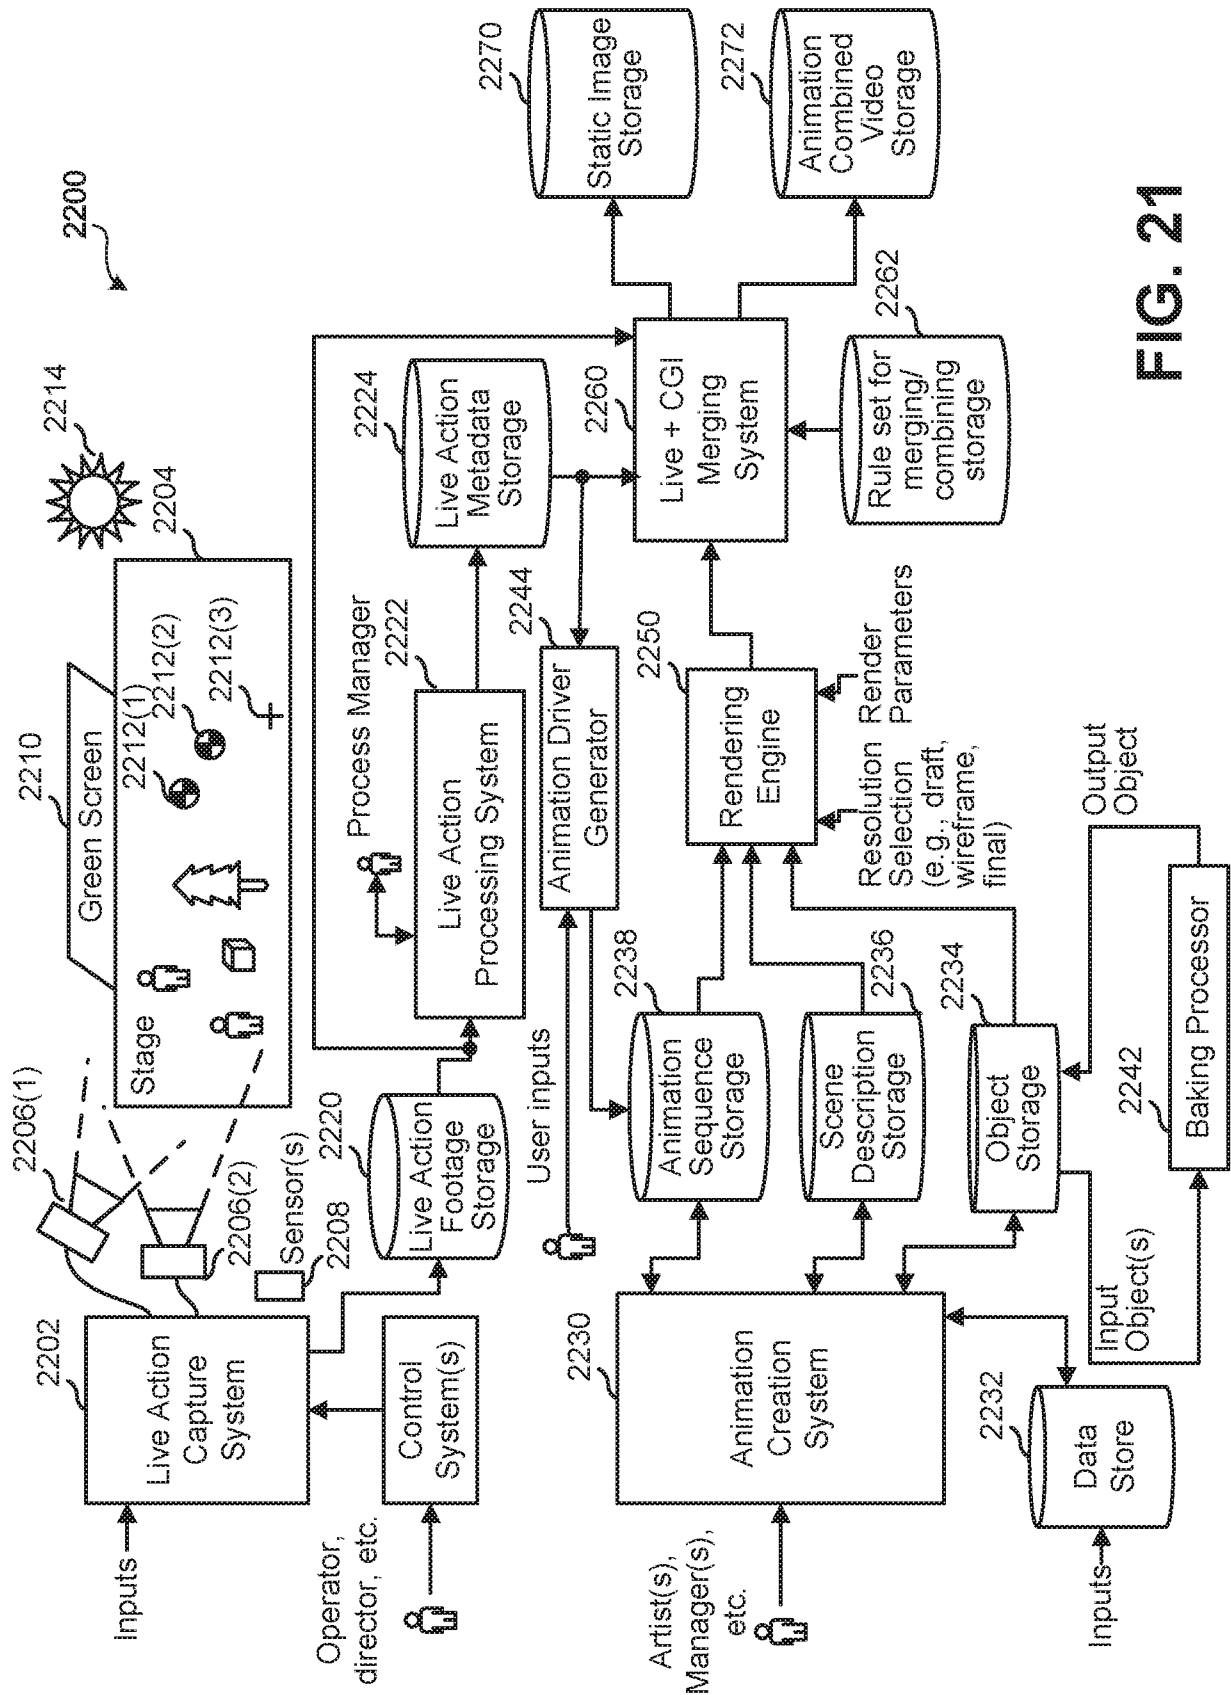 2200
Inputs
Live Action
Capture
System
2202
2206(1)
2206(2)
Sensor(s)
2208
Stage
Green Screen
2210
2212(1)
2212(2)
2212(3)
2204
2214
Operator,
director, etc.
Control
System(s)
Live Action
Footage
Storage
2220
Process Manager
Live Action
Processing System
2222
Live Action
Metadata
Storage
2224
User inputs
Animation Driver
Generator
2244
Artist(s),
Manager(s),
etc.
Animation
Creation
System
2230
Animation
Sequence
Storage
2238
Scene
Description
Storage
2236
Object
Storage
2234
Inputs
Data
Store
2232
Input
Object(s)
Baking Processor
2242
Output
Object
Rendering
Engine
2250
Resolution
Selection
(e.g., draft,
wireframe,
final)
Render
Parameters
Live + CGI
Merging
System
2260
Rule set for
merging/
combining
storage
2262
Static Image
Storage
2270
Animation
Combined
Video
Storage
2272
FIG. 21